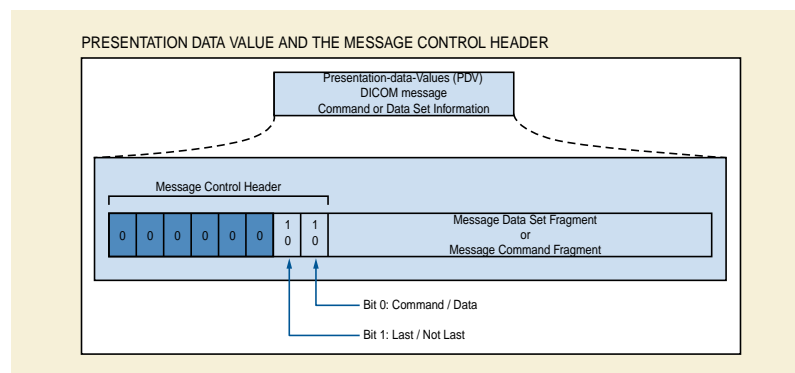 PRESENTATION DATA VALUE AND THE MESSAGE CONTROL HEADER
Presentation-data-Values (PDV)
DICOM message
Command or Data Set Information
Message Control Header
0 0 0 0 0 0 1 1
0 0
Message Data Set Fragment
or
Message Command Fragment
Bit 0: Command / Data
Bit 1: Last / Not Last